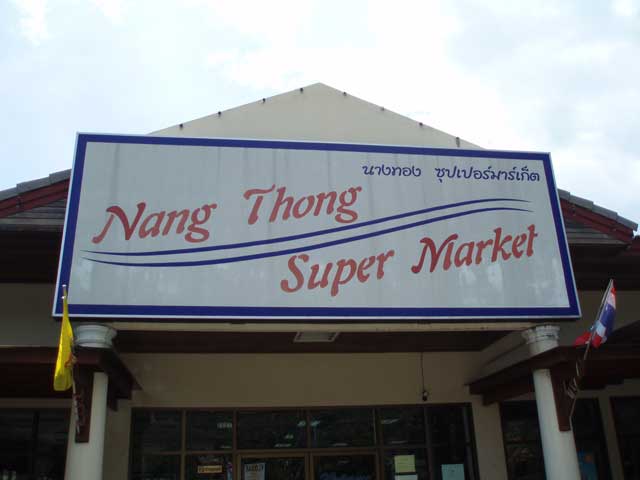 นางทอง ซุปเปอร์มาร์เก็ต
Nang Thong
Super Market